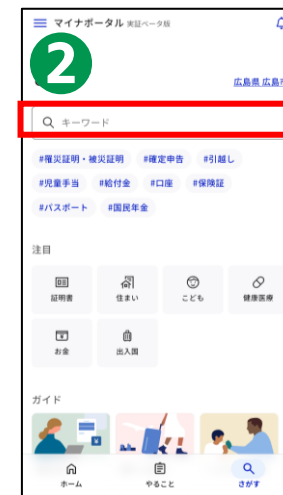 マイナポータル 実証ベータ版
2
広島県 広島市
キーワード
#罹災証明・被災証明 #確定申告 #引越し
#児童手当 #給付金 #口座 #保険証
#パスポート #国民年金
注目
証明書 住まい こども 健康医療
お金 出入国
ガイド
ホーム やること さがす